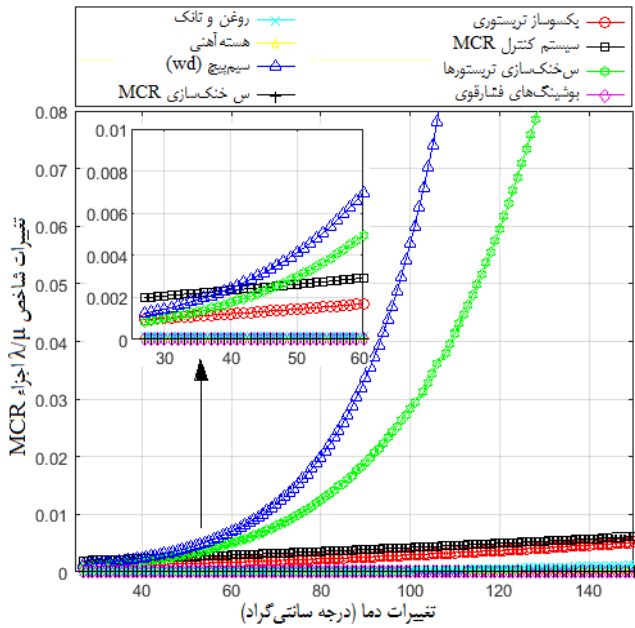 یکسوساز تریستوری
روغن و تانک
سیستم کنترل MCR
هسته آهنی
س خنک‌سازی تریستورها
سیم‌پیچ (wd)
بوشینگ‌های فشارقوی
س خنک‌سازی MCR
0.08
0.07
0.06
0.05
0.04
0.03
0.02
0.01
0
0.01
0.008
0.006
0.004
0.002
0
30 40 50 60
40 60 80 100 120 140
تغییرات شاخص λ/μ اجزاء MCR
تغییرات دما (درجه سانتی‌گراد)